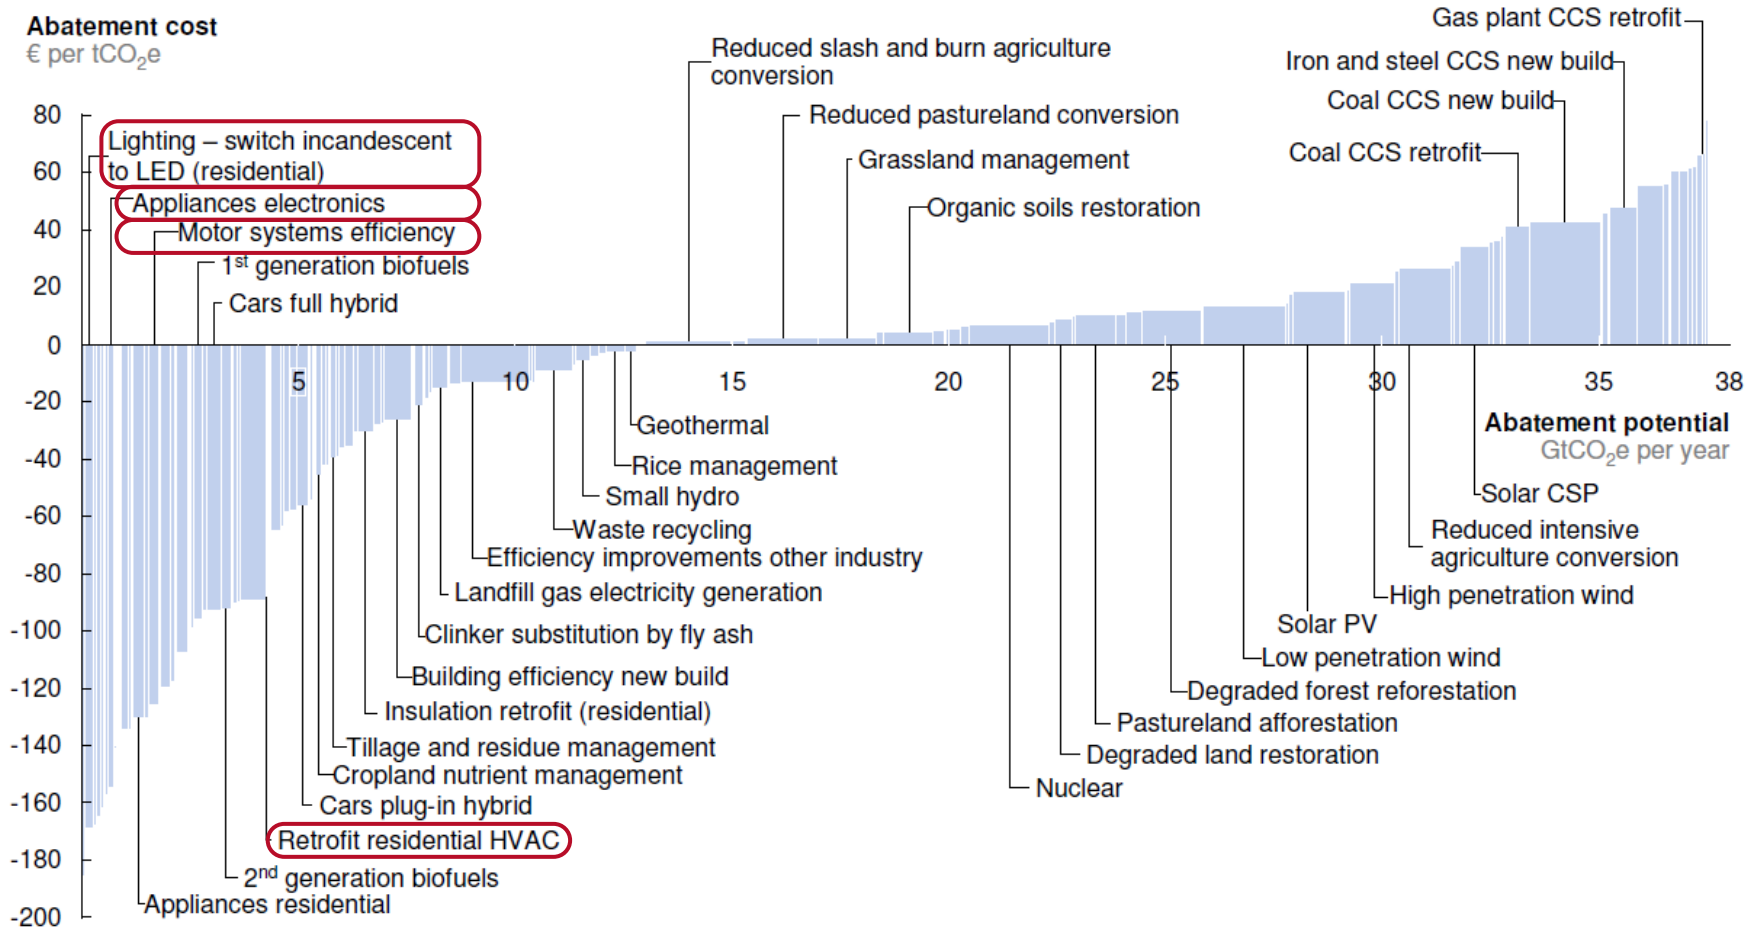 Abatement cost
€ per tCO₂e
80
60
40
20
0
-20
-40
-60
-80
-100
-120
-140
-160
-180
-200
Lighting – switch incandescent
to LED (residential)
Appliances electronics
Motor systems efficiency
1st generation biofuels
Cars full hybrid
Reduced slash and burn agriculture
conversion
Reduced pastureland conversion
Grassland management
Organic soils restoration
Gas plant CCS retrofit
Iron and steel CCS new build
Coal CCS new build
Coal CCS retrofit
5
10
15
20
25
30
35
38
Abatement potential
GtCO₂e per year
Geothermal
Rice management
Small hydro
Waste recycling
Efficiency improvements other industry
Landfill gas electricity generation
Clinker substitution by fly ash
Building efficiency new build
Insulation retrofit (residential)
Tillage and residue management
Cropland nutrient management
Cars plug-in hybrid
Retrofit residential HVAC
2nd generation biofuels
Appliances residential
Solar CSP
Reduced intensive
agriculture conversion
High penetration wind
Solar PV
Low penetration wind
Degraded forest reforestation
Pastureland afforestation
Degraded land restoration
Nuclear